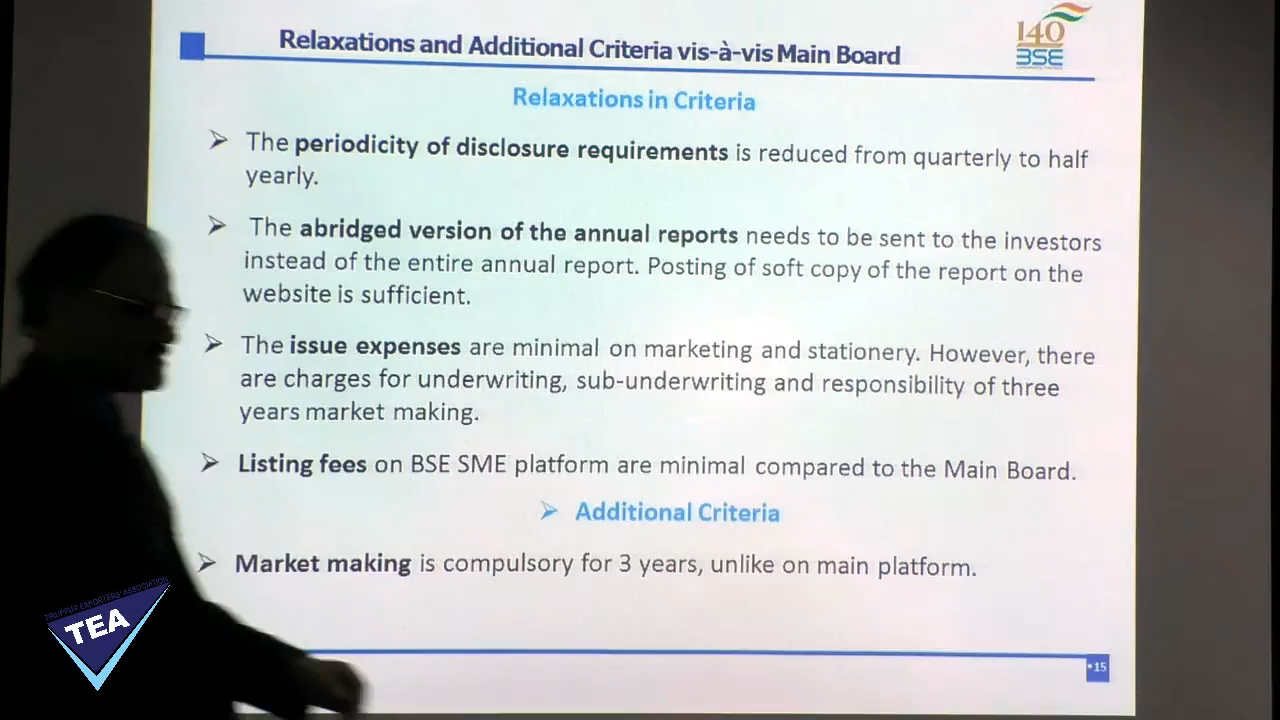 Relaxations and Additional Criteria vis-à-vis Main Board
140
BSE
Relaxations in Criteria
➢ The periodicity of disclosure requirements is reduced from quarterly to half
yearly.
➢ The abridged version of the annual reports needs to be sent to the investors
instead of the entire annual report. Posting of soft copy of the report on the
website is sufficient.
➢ The issue expenses are minimal on marketing and stationery. However, there
are charges for underwriting, sub-underwriting and responsibility of three
years market making.
➢ Listing fees on BSE SME platform are minimal compared to the Main Board.
➢ Additional Criteria
➢ Market making is compulsory for 3 years, unlike on main platform.
TIRUPPUR EXPORTERS' ASSOCIATION
TEA
•15